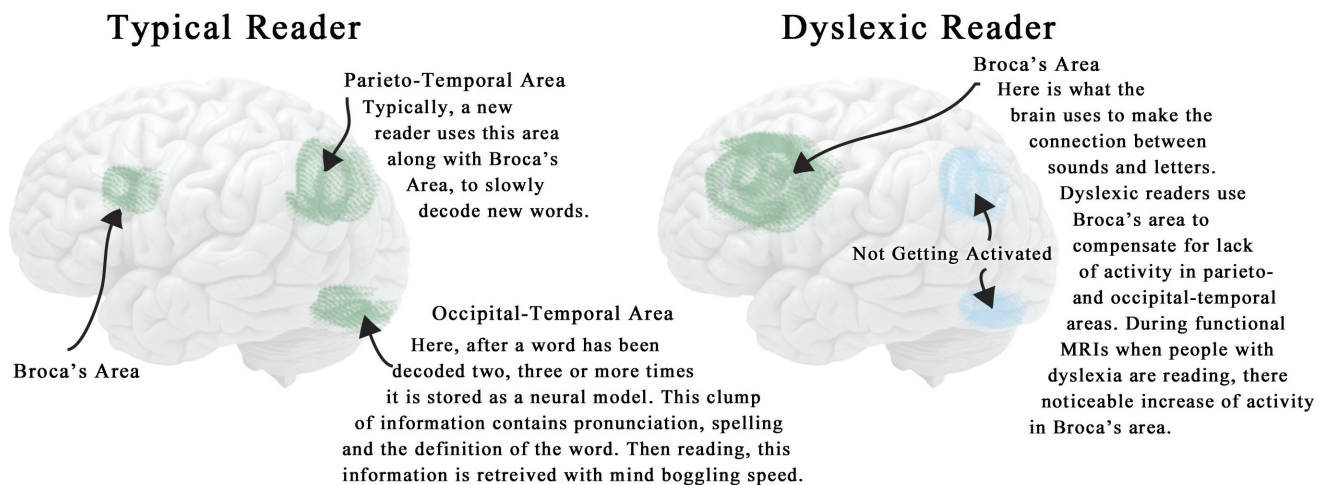 Typical Reader
Parieto-Temporal Area
Typically, a new
reader uses this area
along with Broca's
Area, to slowly
decode new words.
Broca's Area
Occipital-Temporal Area
Here, after a word has been
decoded two, three or more times
it is stored as a neural model. This clump
of information contains pronunciation, spelling
and the definition of the word. Then reading, this
information is retreived with mind boggling speed.
Dyslexic Reader
Broca's Area
Here is what the
brain uses to make the
connection between
sounds and letters.
Dyslexic readers use
Broca's area to
compensate for lack
of activity in parieto-
and occipital-temporal
areas. During functional
MRIs when people with
dyslexia are reading, there
noticeable increase of activity
in Broca's area.
Not Getting Activated